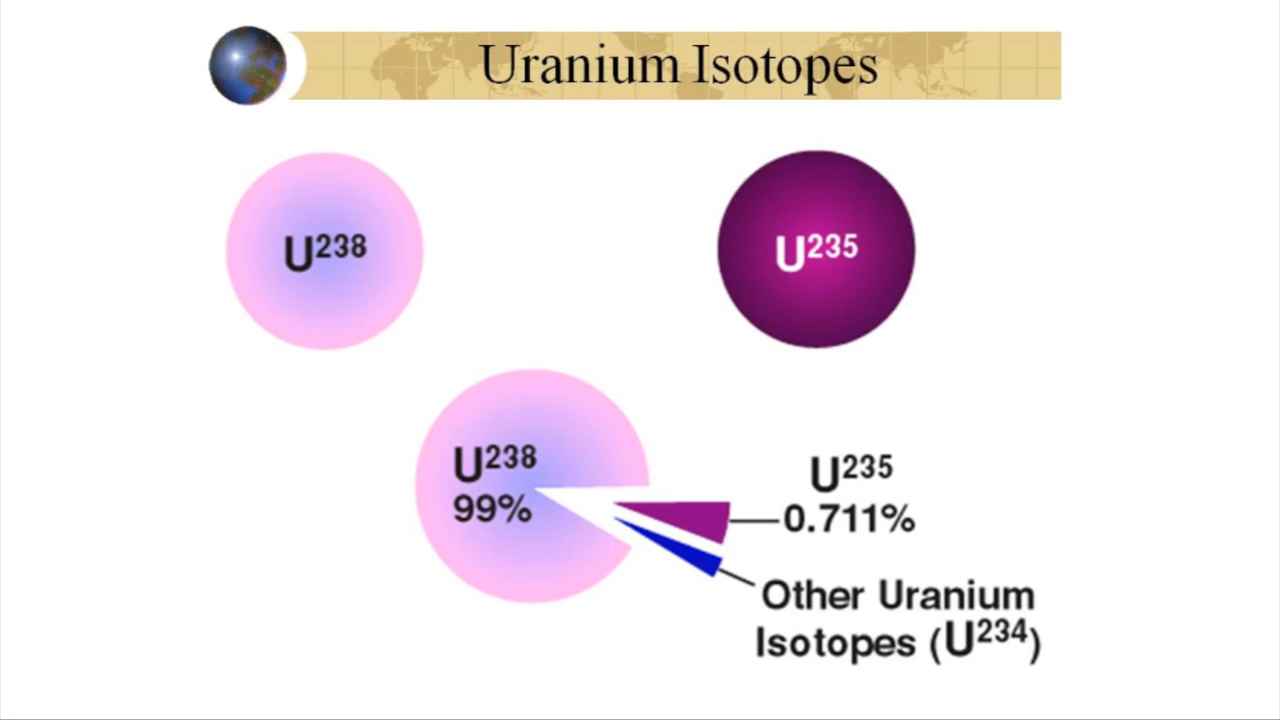 Uranium Isotopes
U²³⁸
U²³⁵
U²³⁸
99%
U²³⁵
0.711%
Other Uranium
Isotopes (U²³⁴)